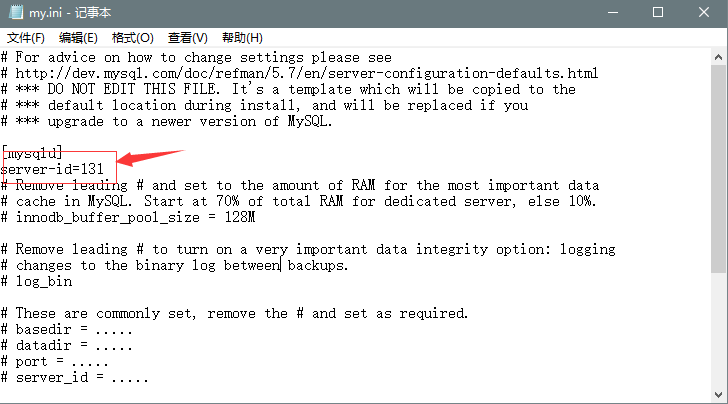 my.ini - 记事本
文件(F) 编辑(E) 格式(O) 查看(V) 帮助(H)
# For advice on how to change settings please see
# http://dev.mysql.com/doc/refman/5.7/en/server-configuration-defaults.html
# *** DO NOT EDIT THIS FILE. It's a template which will be copied to the
# *** default location during install, and will be replaced if you
# *** upgrade to a newer version of MySQL.
[mysqld]
server-id=131
# Remove leading # and set to the amount of RAM for the most important data
# cache in MySQL. Start at 70% of total RAM for dedicated server, else 10%.
# innodb_buffer_pool_size = 128M
# Remove leading # to turn on a very important data integrity option: logging
# changes to the binary log between backups.
# log_bin
# These are commonly set, remove the # and set as required.
# basedir = .....
# datadir = .....
# port = .....
# server_id = .....